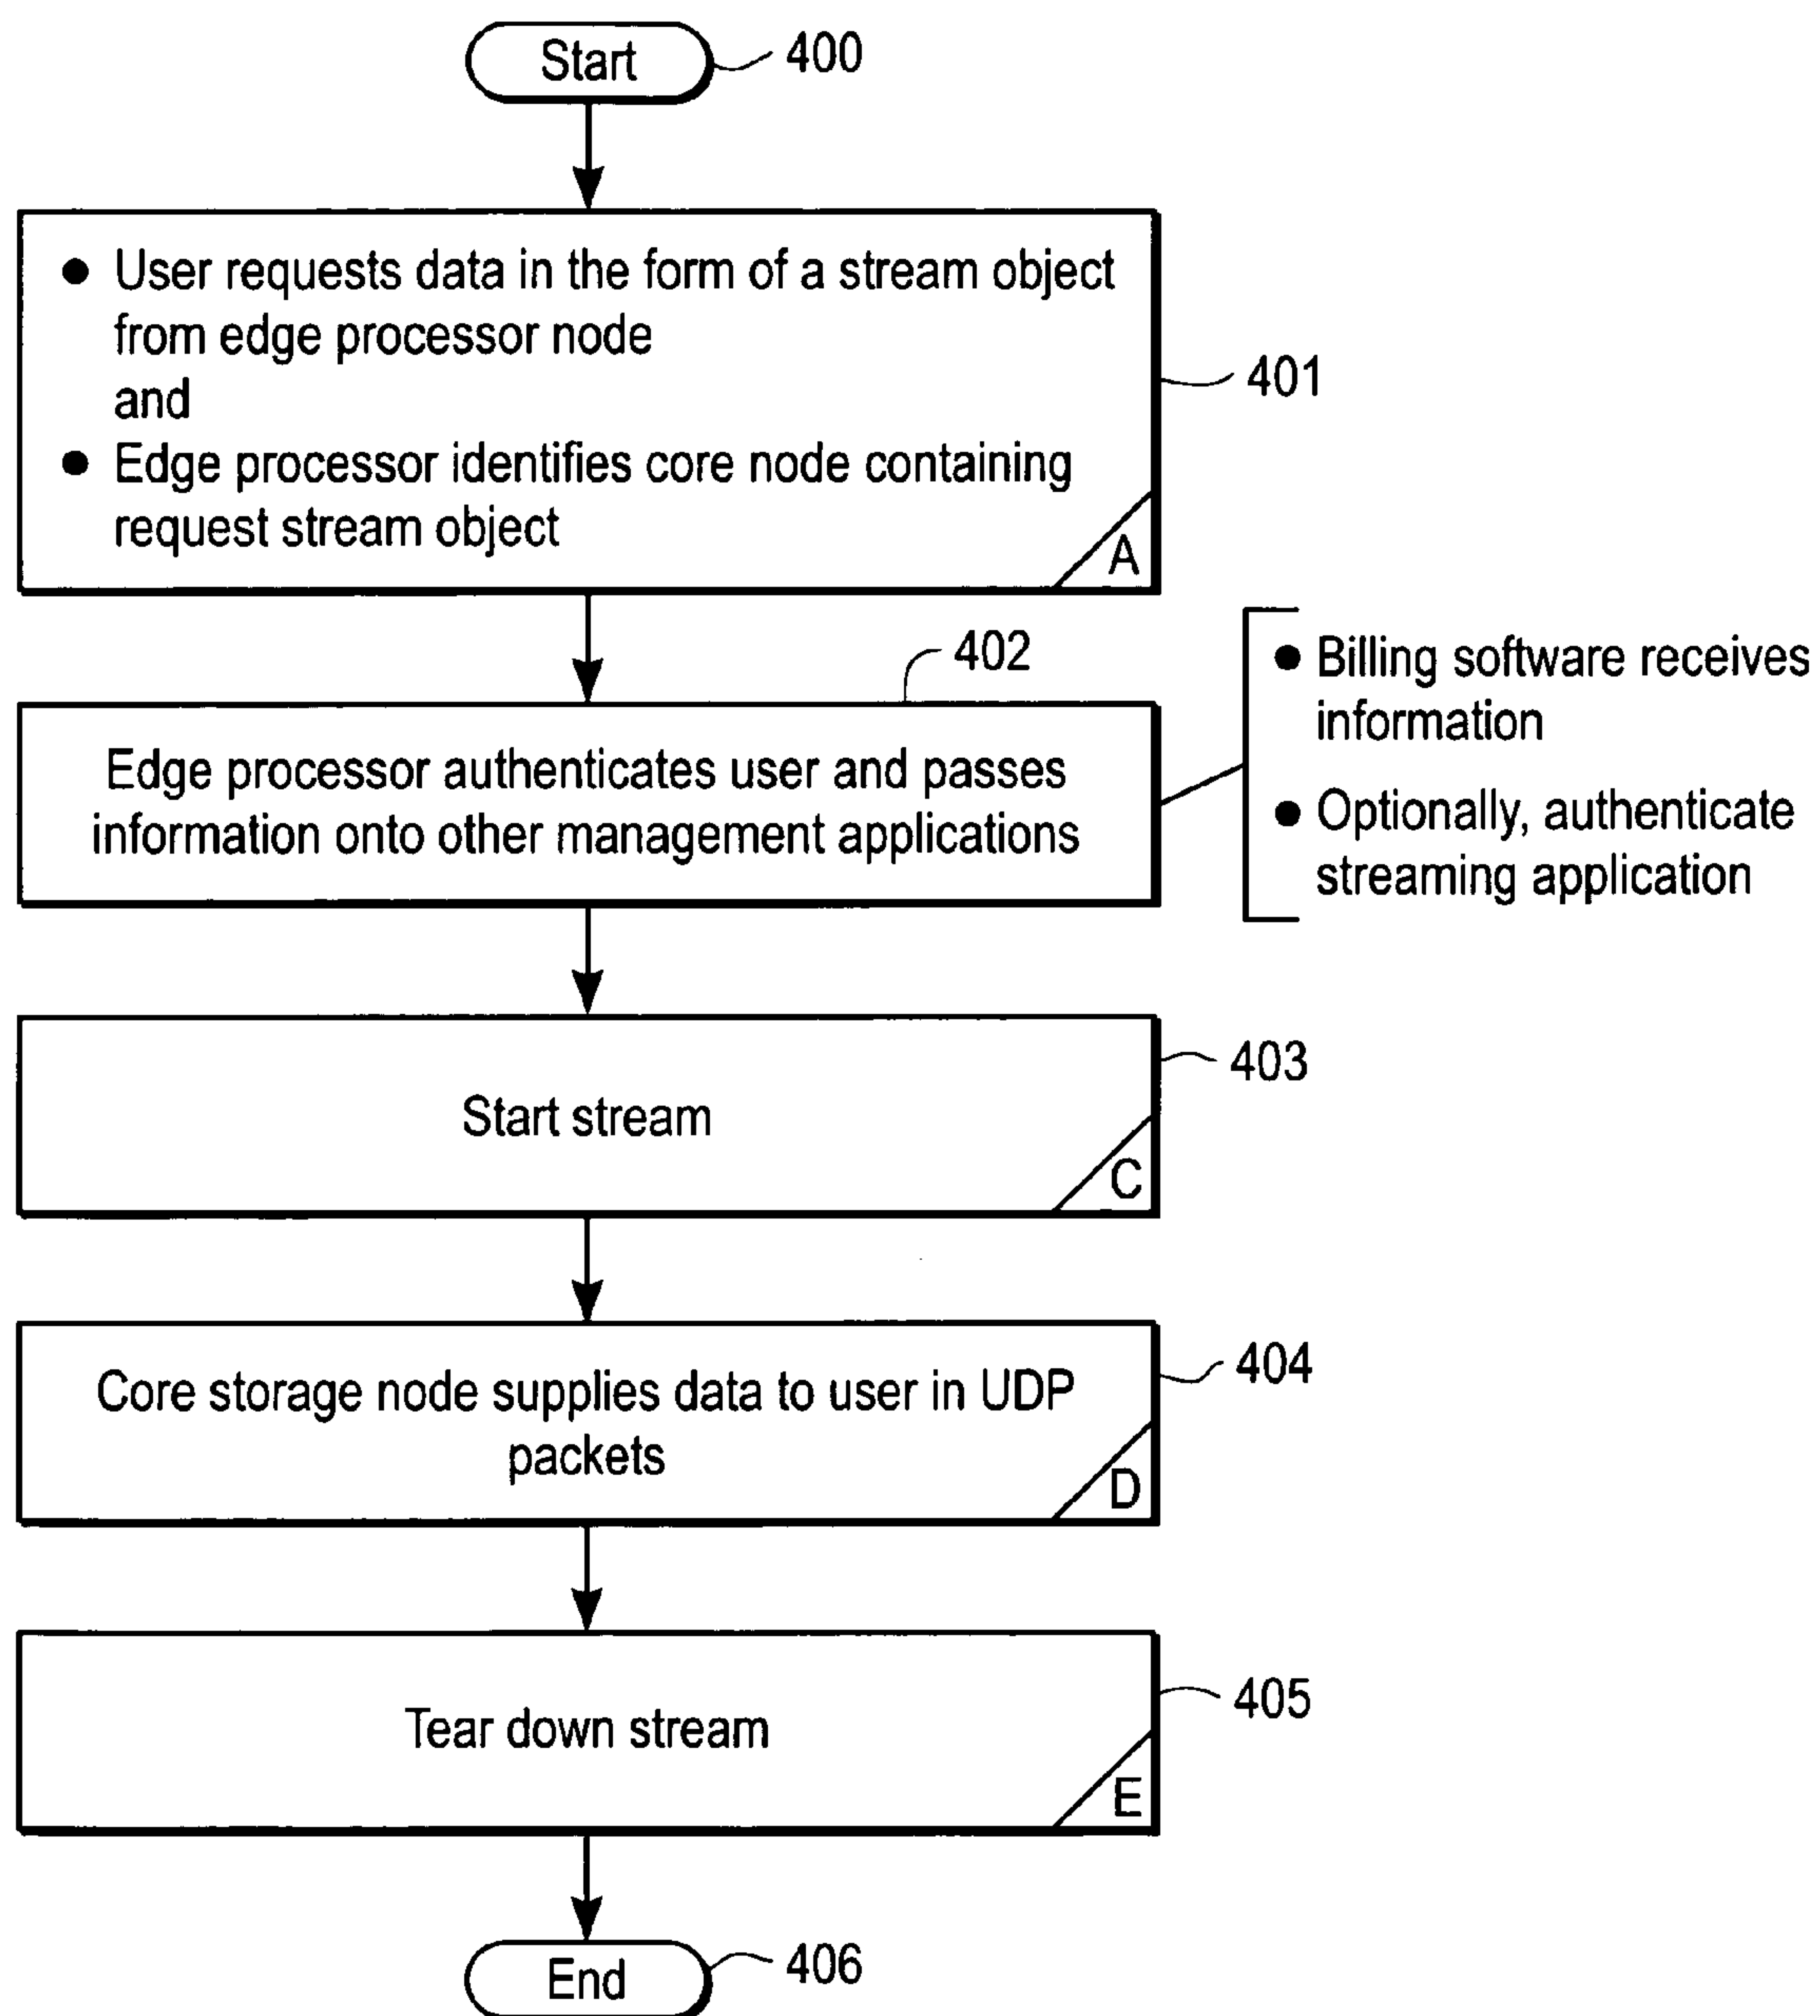 Start
400
● User requests data in the form of a stream object
from edge processor node
and
● Edge processor identifies core node containing
request stream object
A
401
402
Edge processor authenticates user and passes
information onto other management applications
● Billing software receives
information
● Optionally, authenticate
streaming application
Start stream
C
403
Core storage node supplies data to user in UDP
packets
D
404
Tear down stream
E
405
End
406